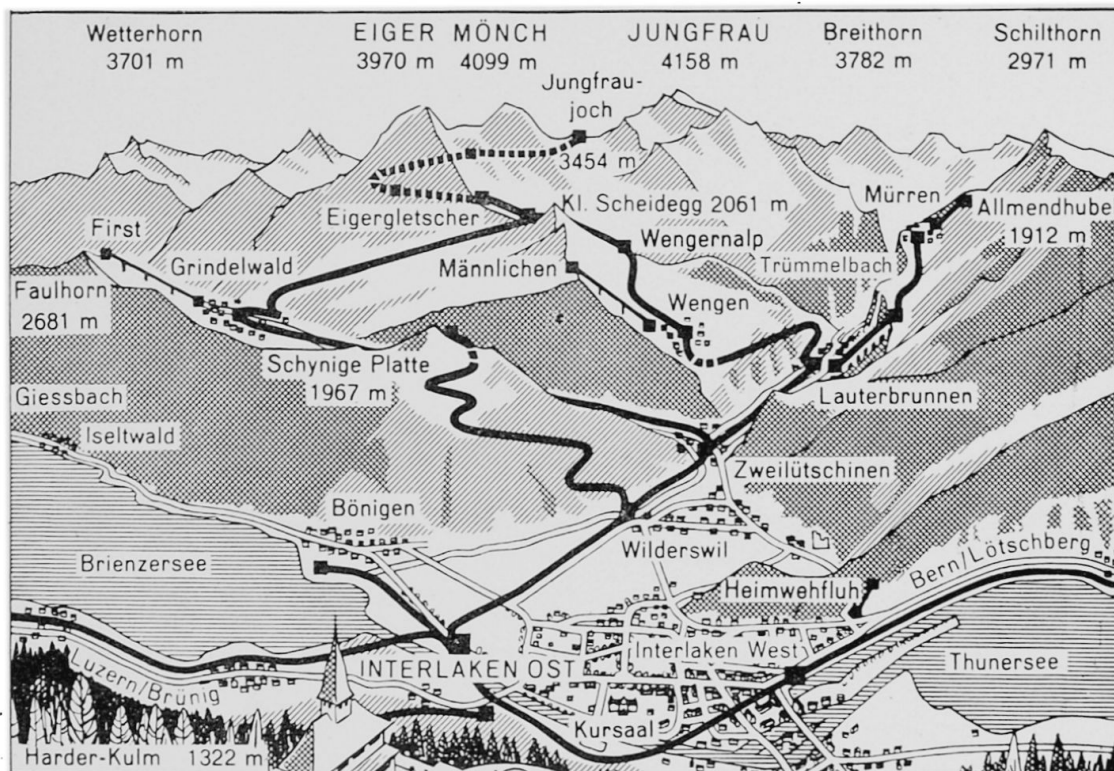 Wetterhorn
3701 m
EIGER
3970 m
MÖNCH
4099 m
JUNGFRAU
4158 m
Breithorn
3782 m
Schilthorn
2971 m
Jungfrau-
joch
3454 m
Mürren
Allmendhube
1912 m
Eigergletscher
Kl. Scheidegg 2061 m
First
Wengernalp
Grindelwald
Männlichen
Trümmelbach
Faulhorn
2681 m
Wengen
Schynige Platte
1967 m
Giessbach
Lauterbrunnen
Iseltwald
Zweilütschinen
Bönigen
Wilderswil
Brienzersee
Heimwehfluh
Bern/Lötschberg
Luzern/Brünig
INTERLAKEN OST
Interlaken West
Thunersee
Kursaal
Harder-Kulm 1322 m